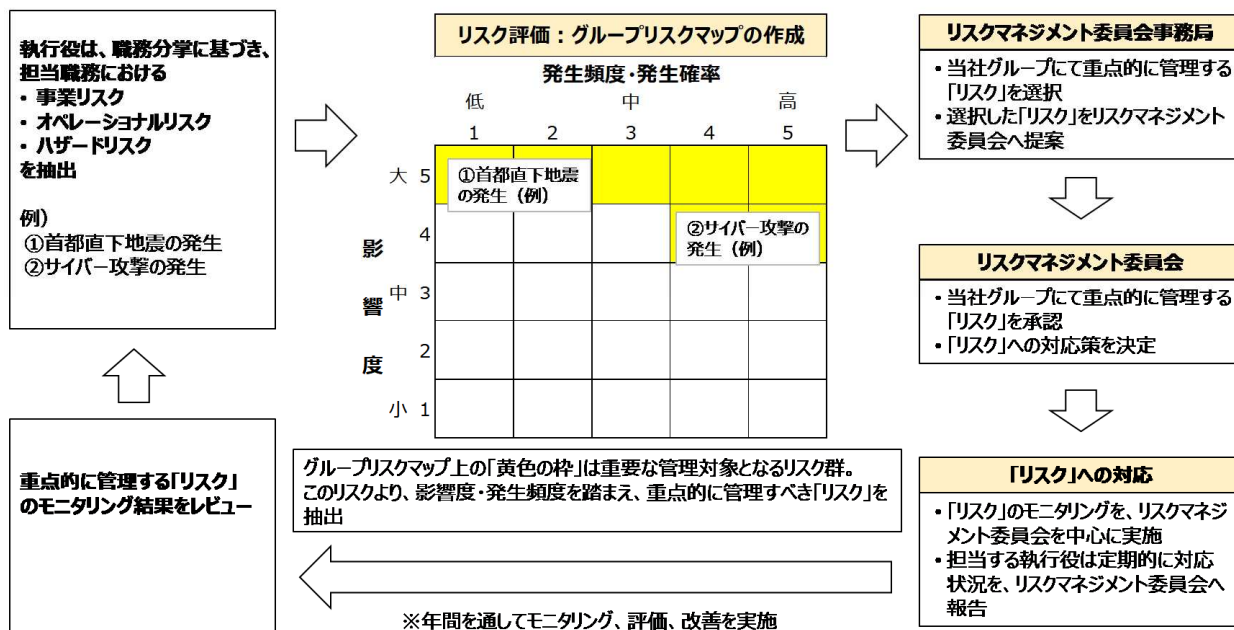 執行役は、職務分掌に基づき、
担当職務における
・ 事業リスク
・ オペレーショナルリスク
・ ハザードリスク
を抽出
例）
①首都直下地震の発生
②サイバー攻撃の発生
リスク評価：グループリスクマップの作成
発生頻度・発生確率
低 中 高
1 2 3 4 5
大 5
4
中 3
2
小 1
影
響
度
①首都直下地震
の発生（例）
②サイバー攻撃の
発生（例）
グループリスクマップ上の「黄色の枠」は重要な管理対象となるリスク群。
このリスクより、影響度・発生頻度を踏まえ、重点的に管理すべき「リスク」を
抽出
リスクマネジメント委員会事務局
・当社グループにて重点的に管理する
「リスク」を選択
・選択した「リスク」をリスクマネジメント
委員会へ提案
リスクマネジメント委員会
・当社グループにて重点的に管理する
「リスク」を承認
・「リスク」への対応策を決定
「リスク」への対応
・「リスク」のモニタリングを、リスクマネジ
メント委員会を中心に実施
・担当する執行役は定期的に対応
状況を、リスクマネジメント委員会へ
報告
※年間を通してモニタリング、評価、改善を実施
重点的に管理する「リスク」
のモニタリング結果をレビュー